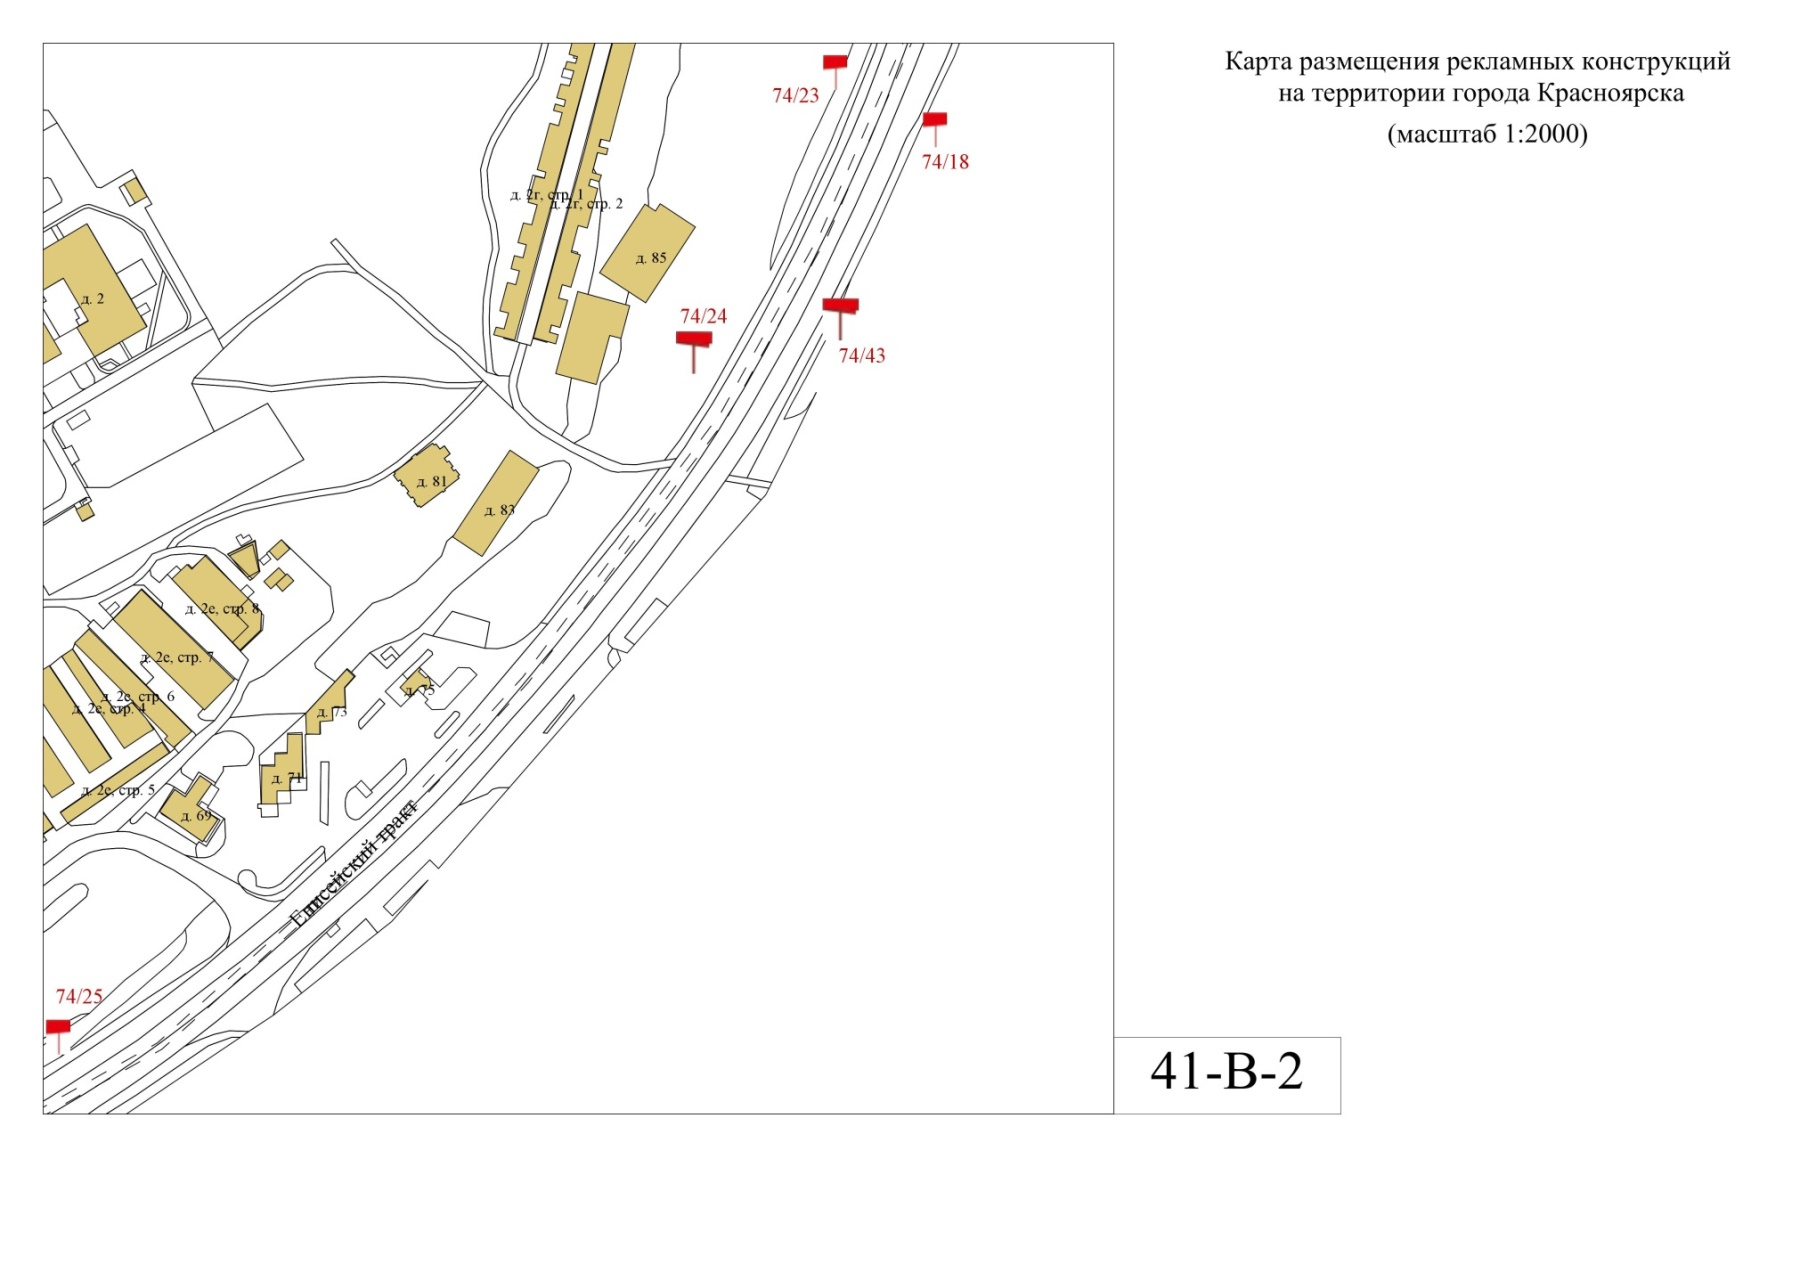 Карта размещения рекламных конструкций
на территории города Красноярска
(масштаб 1:2000)
74/23
74/18
д. 2г, стр. 1
д. 2г, стр. 2
д. 85
д. 2
74/24
74/43
д. 81
д. 83
д. 2е, стр. 8
д. 2е, стр. 7
д. 75
д. 2е, стр. 6
д. 2е, стр. 4
д. 73
д. 71
д. 2е, стр. 5
д. 69
Енисейский тракт
74/25
41-В-2